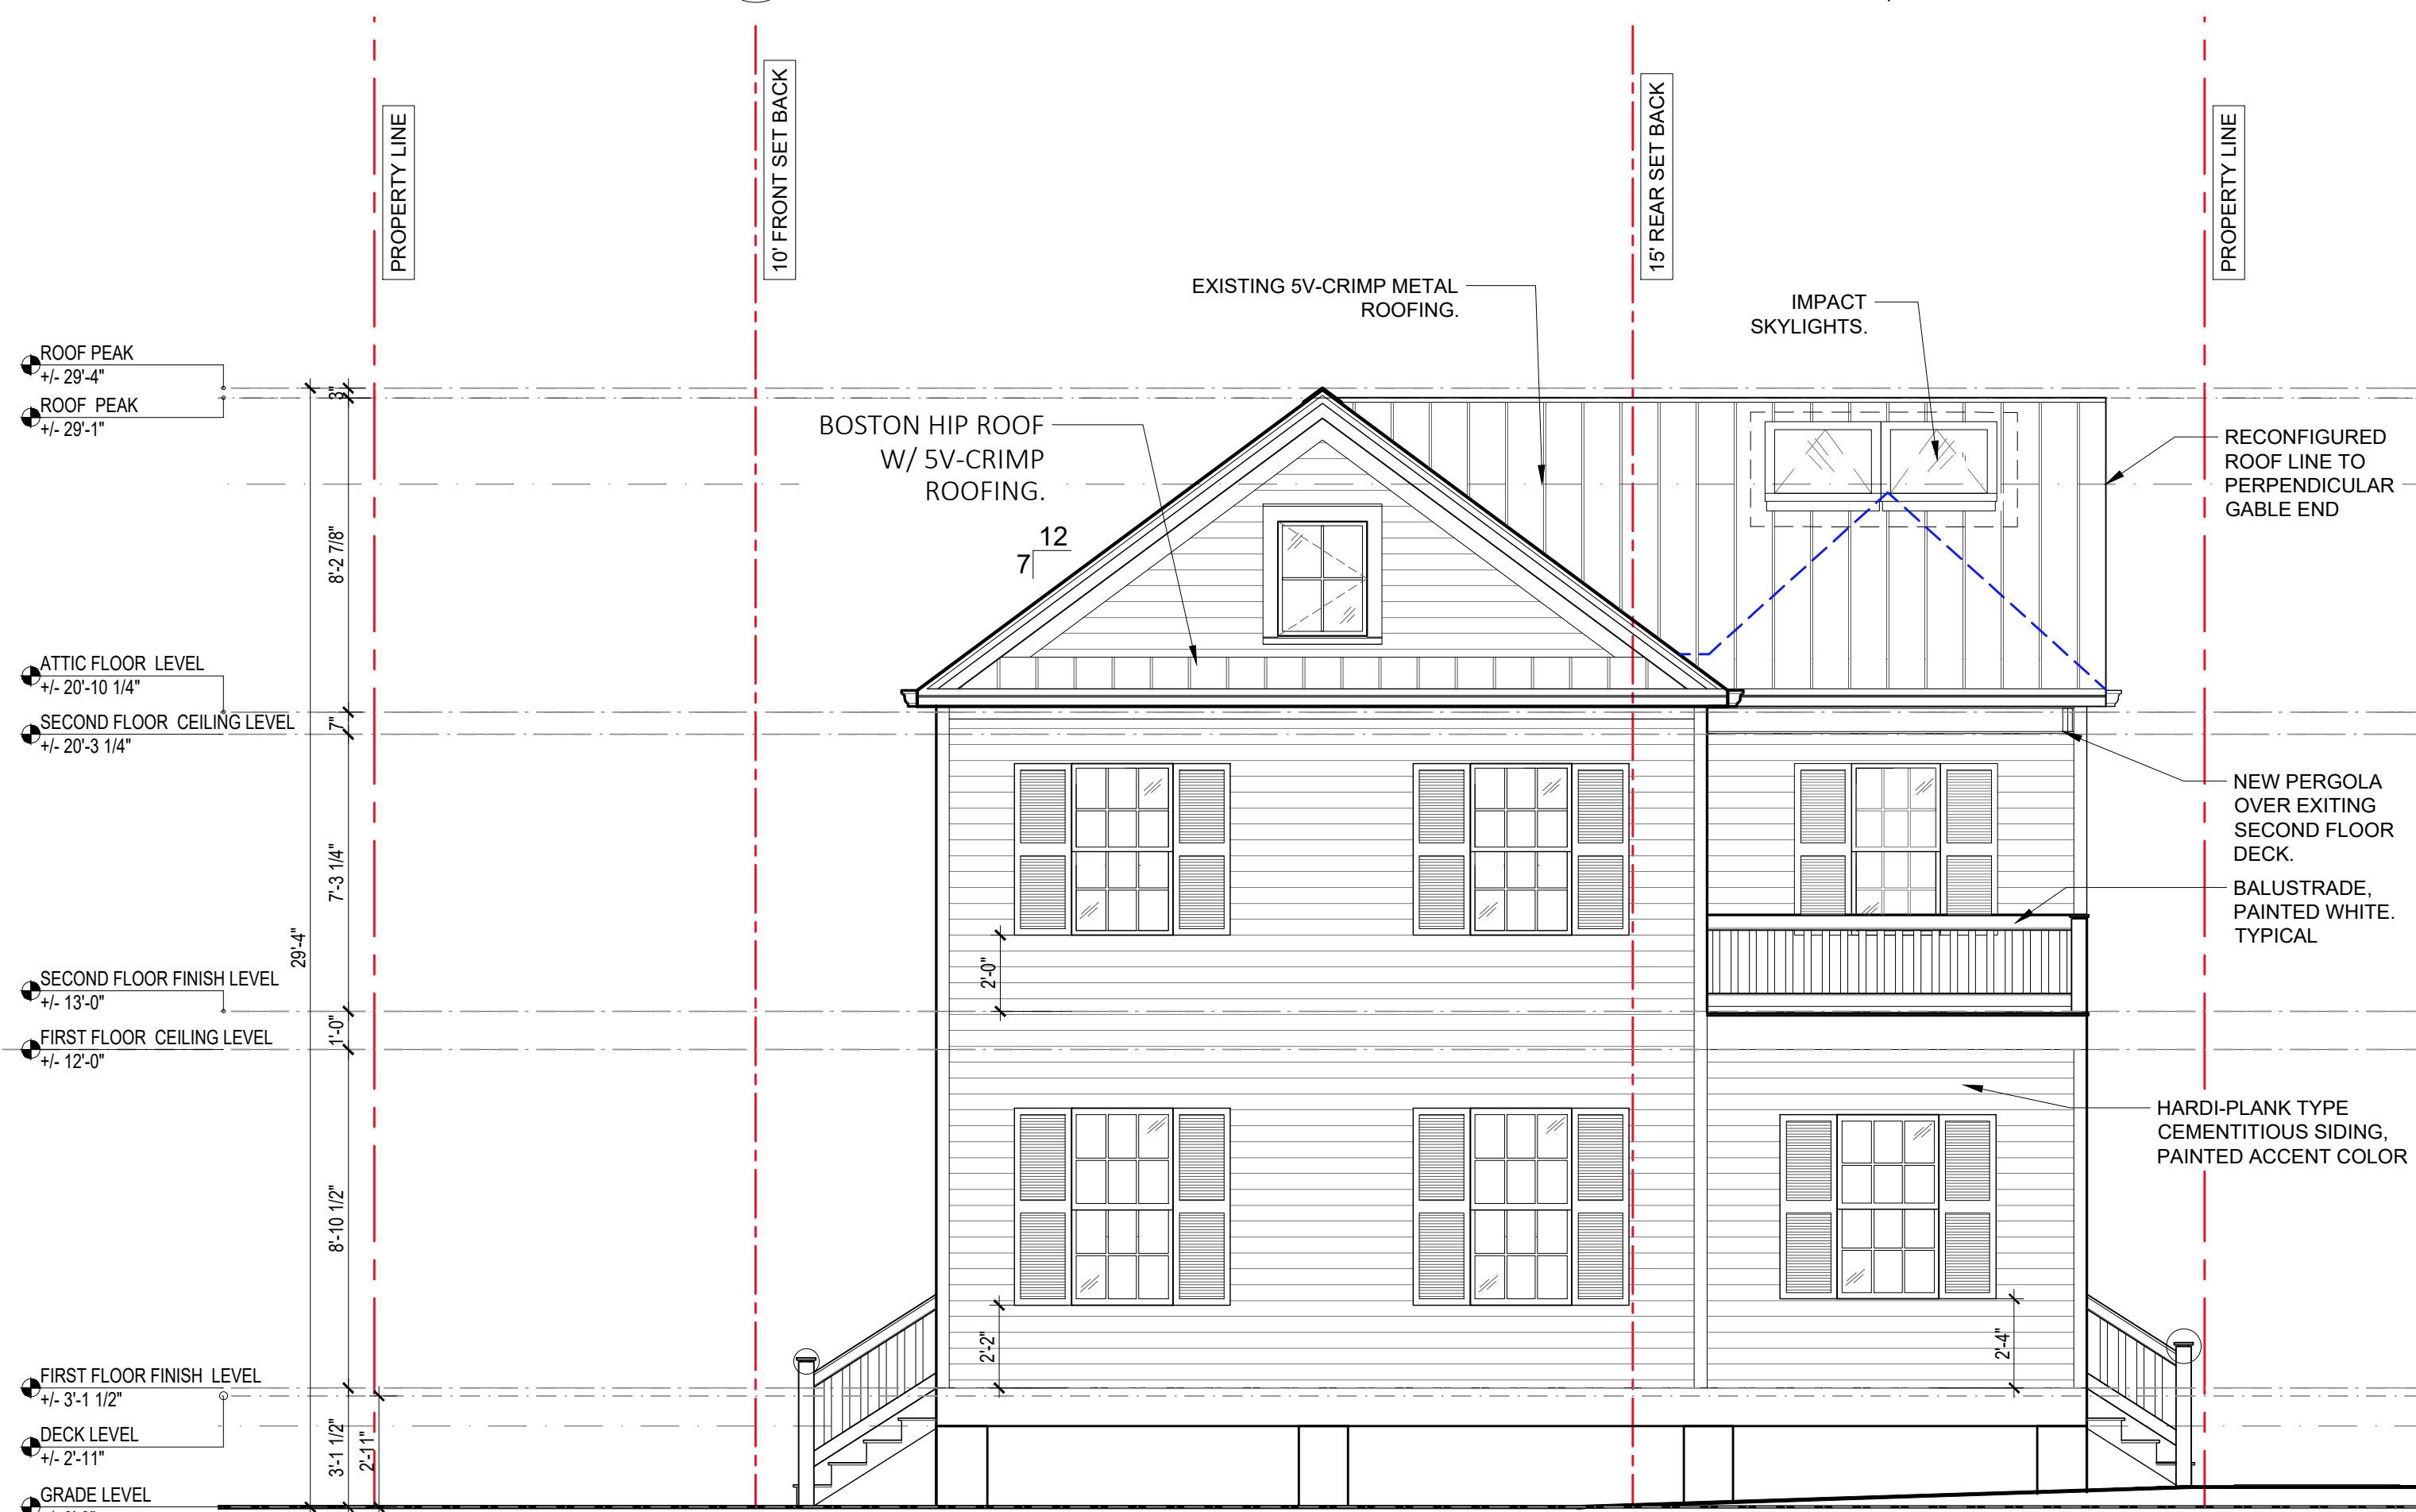 PROPERTY LINE
10' FRONT SET BACK
15' REAR SET BACK
PROPERTY LINE
EXISTING 5V-CRIMP METAL
ROOFING.
IMPACT
SKYLIGHTS.
ROOF PEAK
+/- 29'-4"
ROOF PEAK
+/- 29'-1"
3"
BOSTON HIP ROOF
W/ 5V-CRIMP
ROOFING.
12
7
RECONFIGURED
ROOF LINE TO
PERPENDICULAR
GABLE END
8'-2 7/8"
ATTIC FLOOR LEVEL
+/- 20'-10 1/4"
SECOND FLOOR CEILING LEVEL
+/- 20'-3 1/4"
7"
NEW PERGOLA
OVER EXITING
SECOND FLOOR
DECK.
7'-3 1/4"
BALUSTRADE,
PAINTED WHITE.
TYPICAL
29'-4"
2'-0"
SECOND FLOOR FINISH LEVEL
+/- 13'-0"
FIRST FLOOR CEILING LEVEL
+/- 12'-0"
1'-0"
HARDI-PLANK TYPE
CEMENTITIOUS SIDING,
PAINTED ACCENT COLOR
8'-10 1/2"
2'-2"
2'-4"
FIRST FLOOR FINISH LEVEL
+/- 3'-1 1/2"
DECK LEVEL
+/- 2'-11"
3'-1 1/2"
2'-11"
GRADE LEVEL